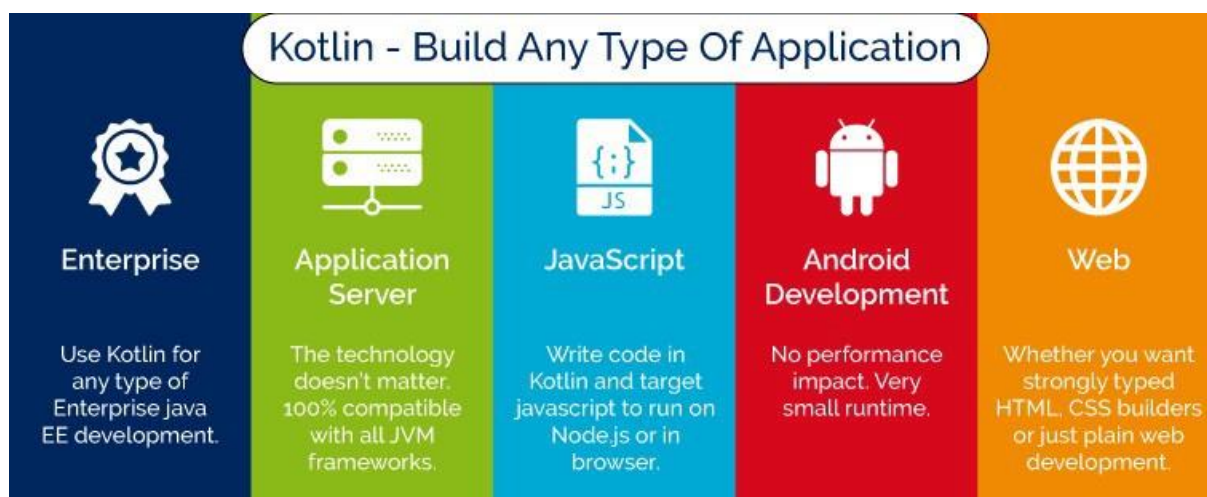 Kotlin - Build Any Type Of Application
{;}
JS
Enterprise
Use Kotlin for
any type of
Enterprise java
EE development.
Application
Server
The technology
doesn't matter.
100% compatible
with all JVM
frameworks.
JavaScript
Write code in
Kotlin and target
javascript to run on
Node.js or in
browser.
Android
Development
No performance
impact. Very
small runtime.
Web
Whether you want
strongly typed
HTML, CSS builders
or just plain web
development.